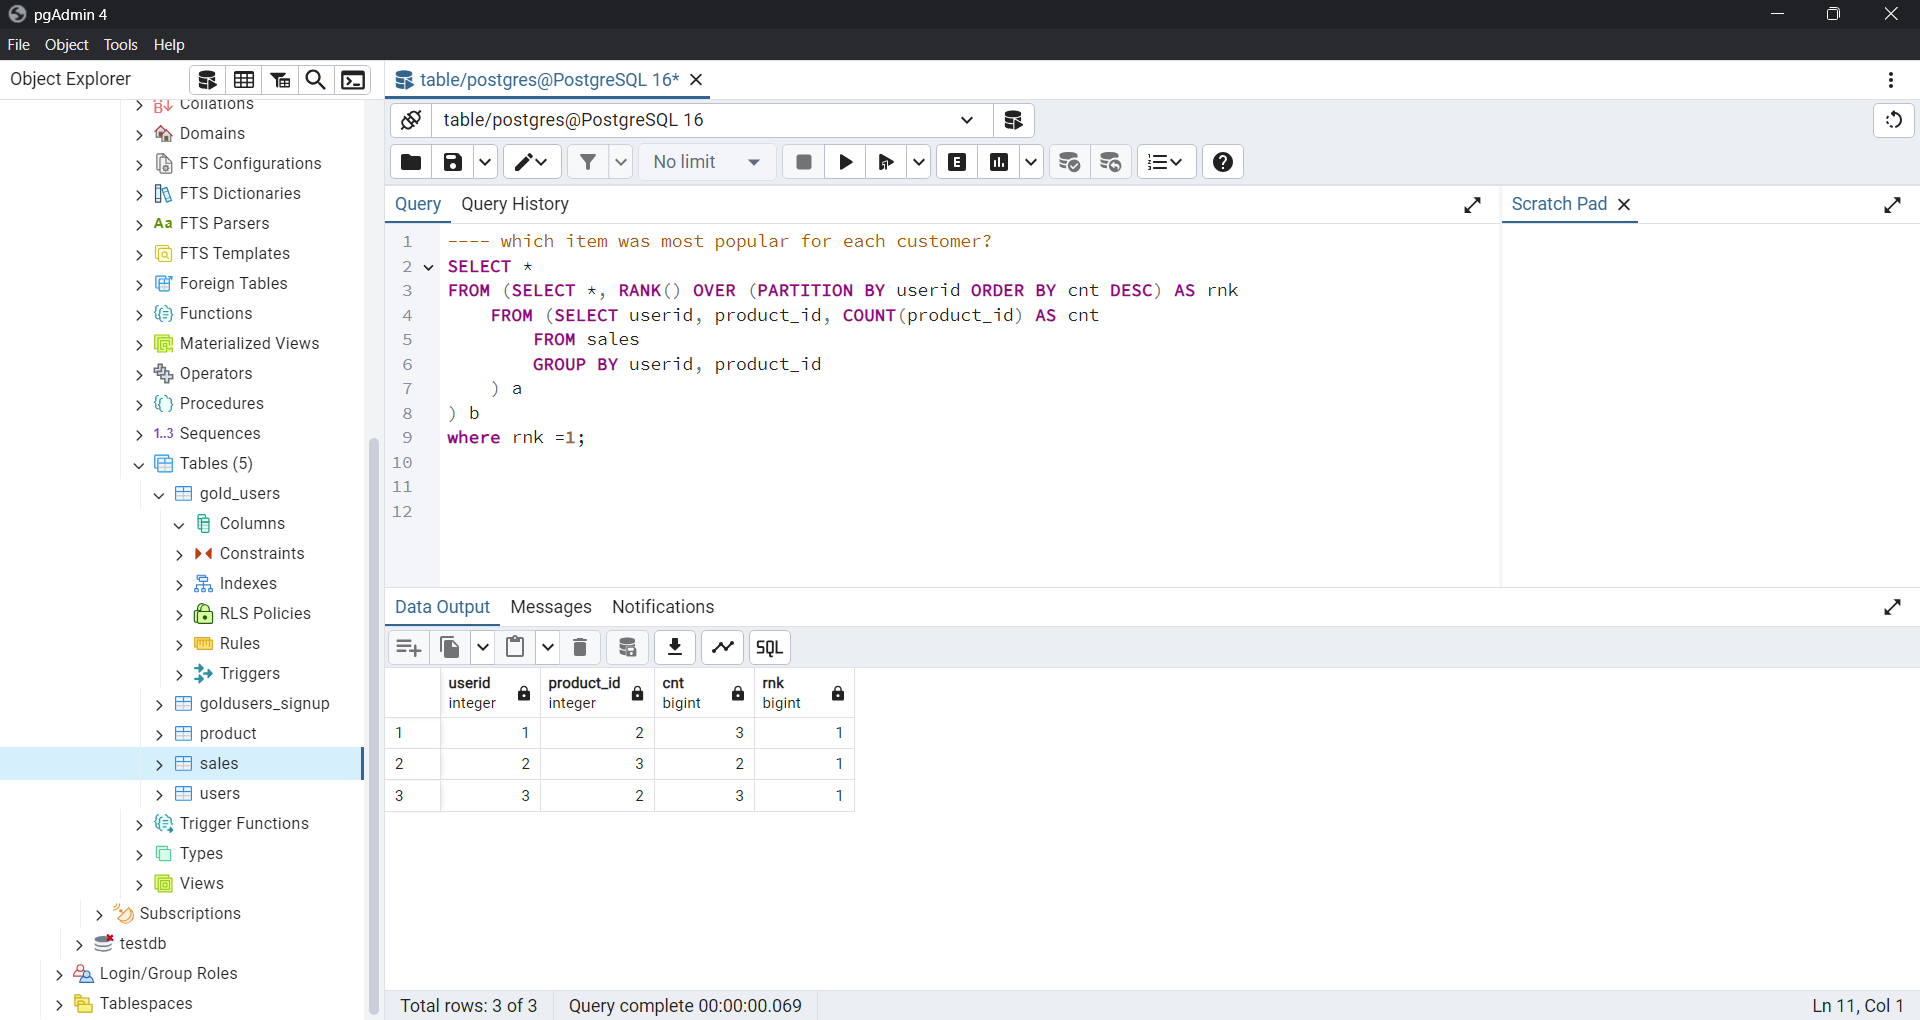 pgAdmin 4
File Object Tools Help
Object Explorer
table/postgres@PostgreSQL 16*
Collations
Domains
FTS Configurations
FTS Dictionaries
Aa FTS Parsers
FTS Templates
Foreign Tables
Functions
Materialized Views
Operators
Procedures
1..3 Sequences
Tables (5)
gold_users
Columns
Constraints
Indexes
RLS Policies
Rules
Triggers
goldusers_signup
product
sales
users
Trigger Functions
Types
Views
Subscriptions
testdb
Login/Group Roles
Tablespaces
table/postgres@PostgreSQL 16
No limit
E
Query Query History
Scratch Pad
1 ---- which item was most popular for each customer?
2 SELECT *
3 FROM (SELECT *, RANK() OVER (PARTITION BY userid ORDER BY cnt DESC) AS rnk
4 FROM (SELECT userid, product_id, COUNT(product_id) AS cnt
5 FROM sales
6 GROUP BY userid, product_id
7 ) a
8 ) b
9 where rnk =1;
10
11
12
Data Output Messages Notifications
SQL
userid product_id cnt rnk
integer integer bigint bigint
1 1 2 3 1
2 2 3 2 1
3 3 2 3 1
Total rows: 3 of 3 Query complete 00:00:00.069 Ln 11, Col 1